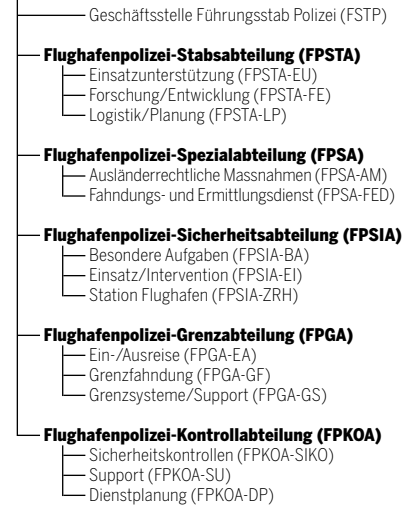 Geschäftsstelle Führungsstab Polizei (FSTP)
Flughafenpolizei-Stabsabteilung (FPSTA)
Einsatzunterstützung (FPSTA-EU)
Forschung/Entwicklung (FPSTA-FE)
Logistik/Planung (FPSTA-LP)
Flughafenpolizei-Spezialabteilung (FPSA)
Ausländerrechtliche Massnahmen (FPSA-AM)
Fahndungs- und Ermittlungsdienst (FPSA-FED)
Flughafenpolizei-Sicherheitsabteilung (FPSIA)
Besondere Aufgaben (FPSIA-BA)
Einsatz/Intervention (FPSIA-EI)
Station Flughafen (FPSIA-ZRH)
Flughafenpolizei-Grenzabteilung (FPGA)
Ein-/Ausreise (FPGA-EA)
Grenzfahndung (FPGA-GF)
Grenzsysteme/Support (FPGA-GS)
Flughafenpolizei-Kontrollabteilung (FPKOA)
Sicherheitskontrollen (FPKOA-SIKO)
Support (FPKOA-SU)
Dienstplanung (FPKOA-DP)